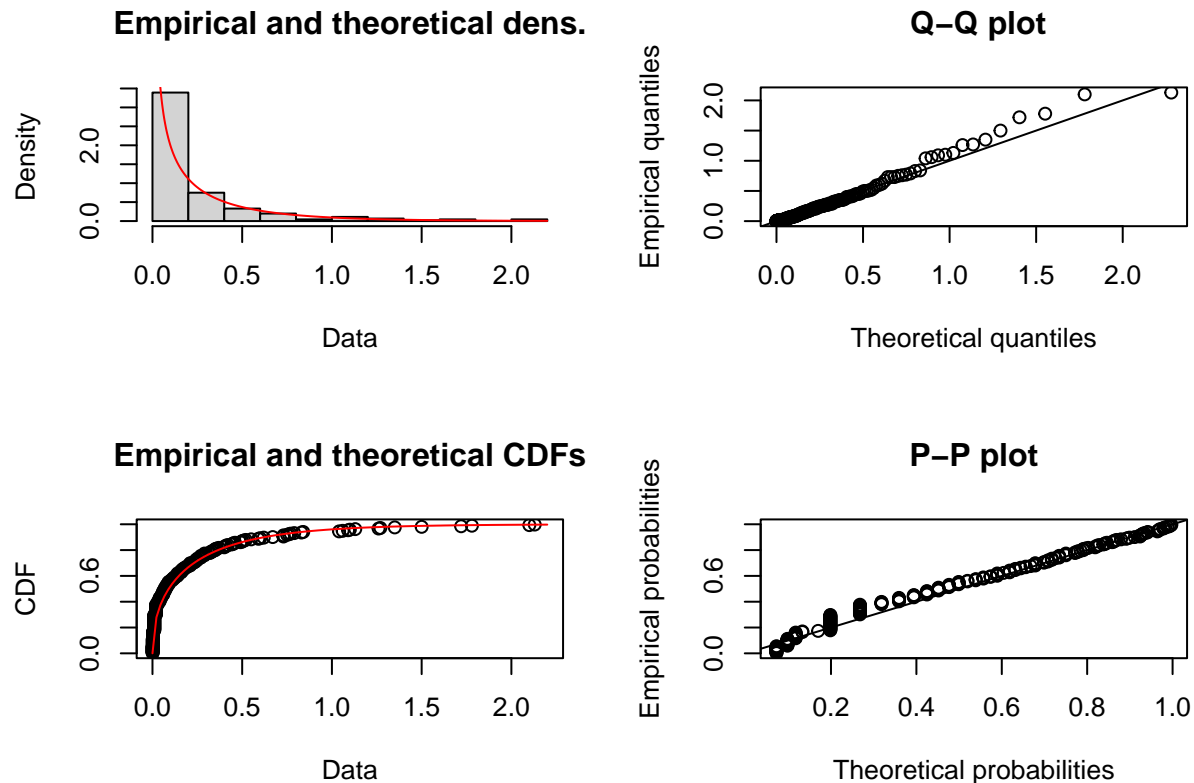 Empirical and theoretical dens.
Density
0.0 2.0
0.0 0.5 1.0 1.5 2.0
Data
Q−Q plot
Empirical quantiles
0.0 1.0 2.0
0.0 0.5 1.0 1.5 2.0
Theoretical quantiles
Empirical and theoretical CDFs
CDF
0.0 0.6
0.0 0.5 1.0 1.5 2.0
Data
P−P plot
Empirical probabilities
0.0 0.6
0.2 0.4 0.6 0.8 1.0
Theoretical probabilities